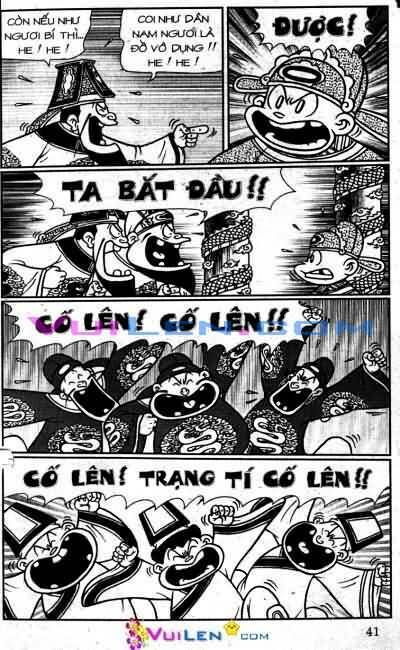 CÒN NẾU NHƯ
NGƯƠI BÍ THÌ...
HE! HE!
COI NHƯ DÂN
NAM NGƯƠI LÀ
ĐỒ VÔ DỤNG!!
HE! HE!
ĐƯỢC!
TA BẮT ĐẦU!!
CỐ LÊN! CỐ LÊN!!
VUILEN.COM
CỐ LÊN! TRẠNG TÍ CỐ LÊN!!
41
VUILEN.COM